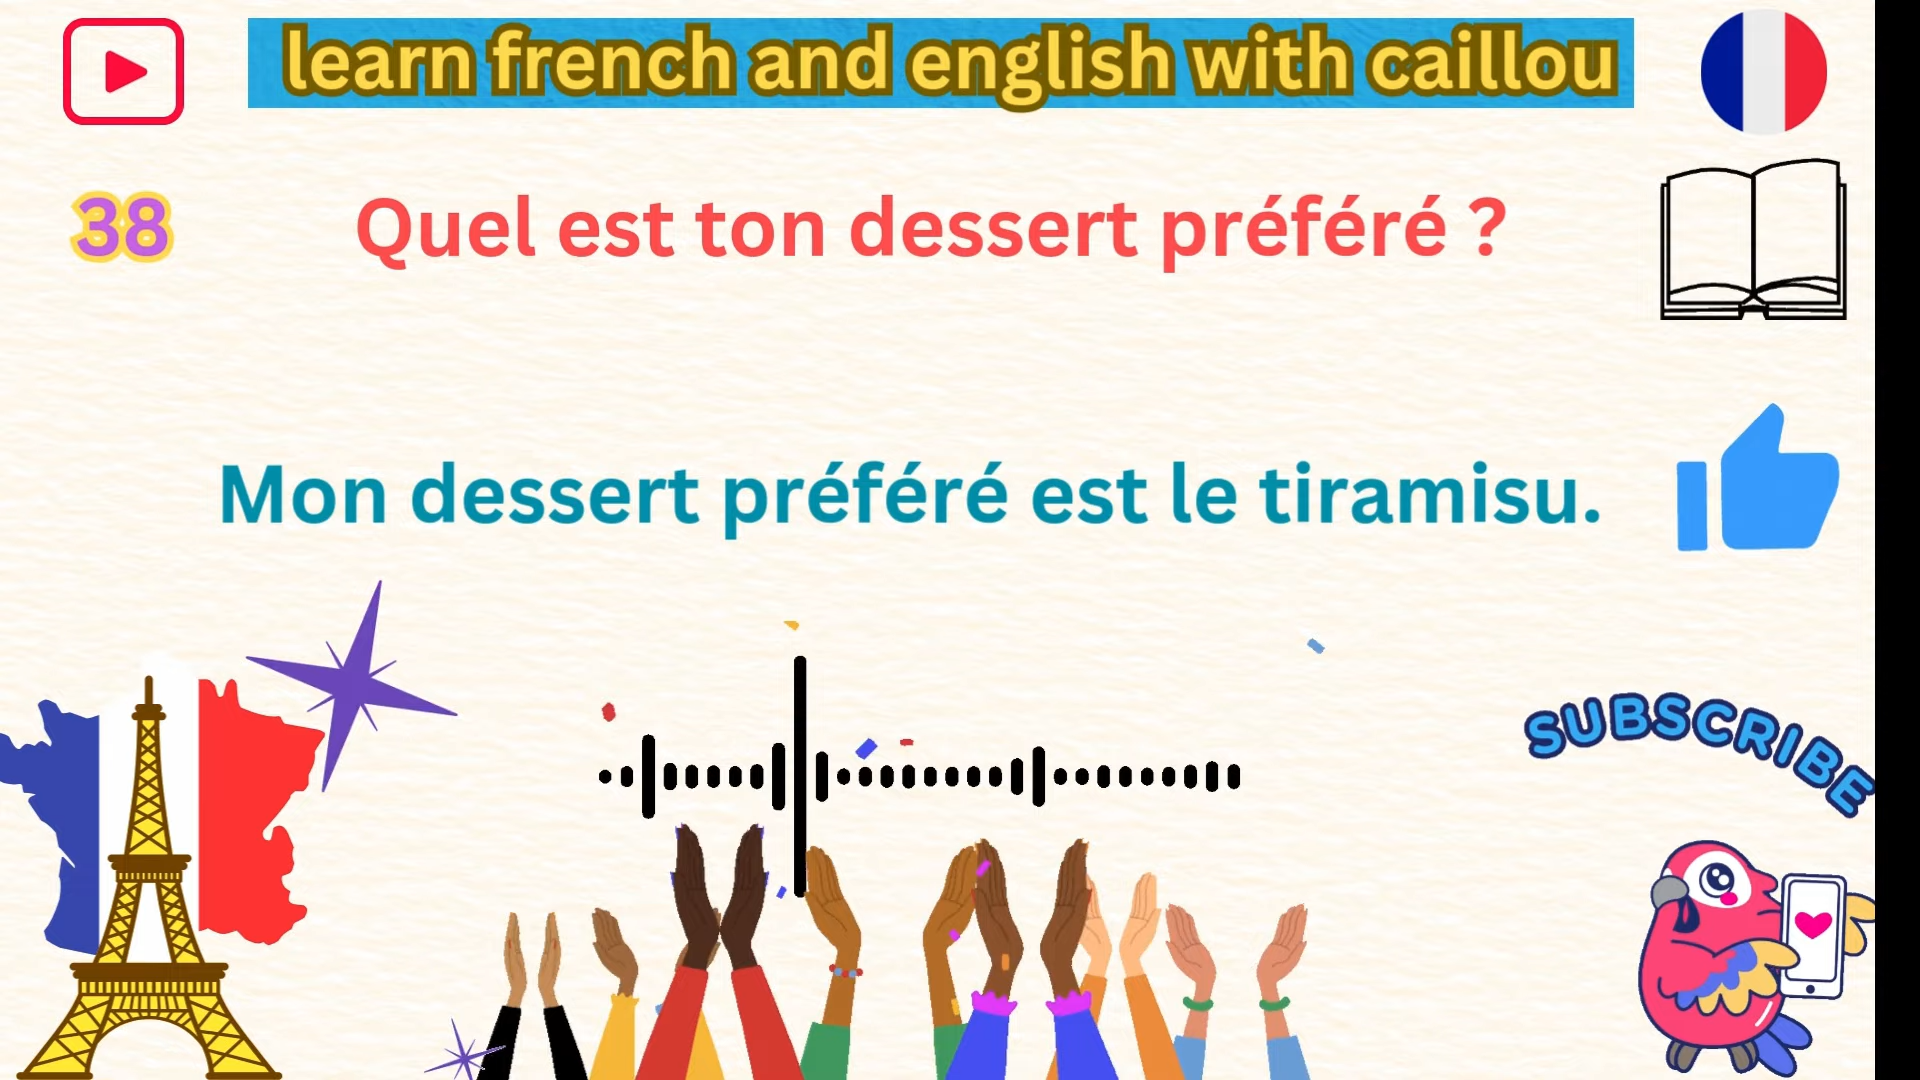 learn french and english with caillou
38
Quel est ton dessert préféré ?
Mon dessert préféré est le tiramisu.
SUBSCRIBE